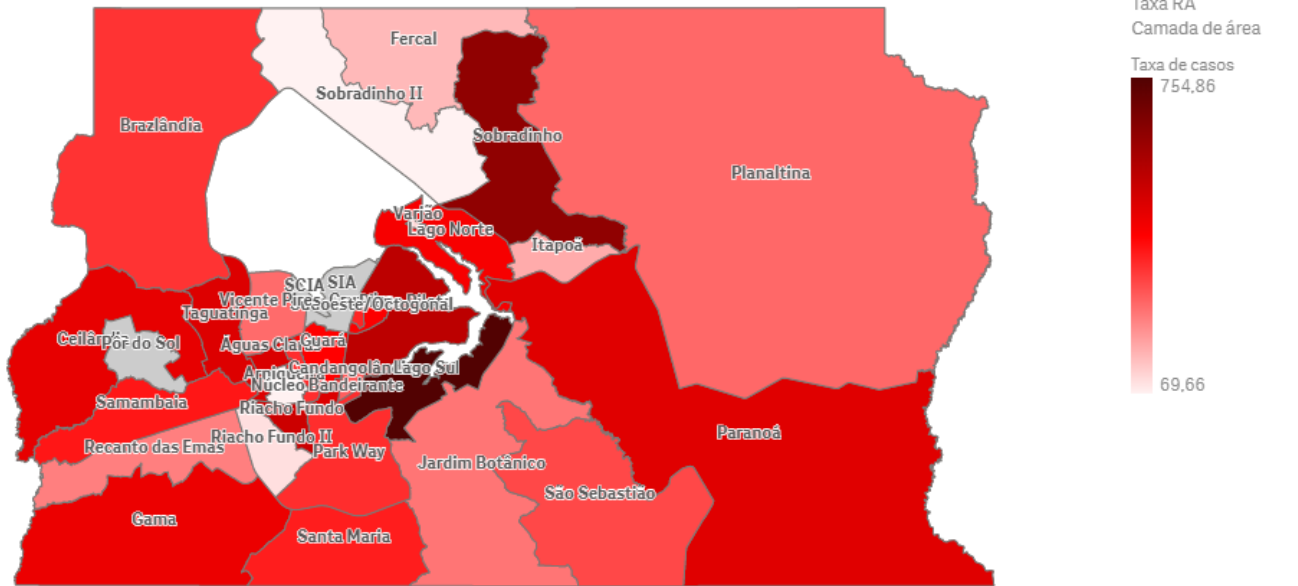 Taxa RA
Camada de área
Taxa de casos
754,86
69,66
Fercal
Sobradinho II
Brazlândia
Sobradinho
Planaltina
Varjão
Lago Norte
Itapoã
SCIA
SIA
Vicente Pires
Octogonal
Taguatinga
Pôr do Sol
Águas Claras
Guará
Lago Sul
Núcleo Bandeirante
Samambaia
Riacho Fundo
Riacho Fundo II
Recanto das Emas
Park Way
Paranoá
Jardim Botânico
São Sebastião
Gama
Santa Maria